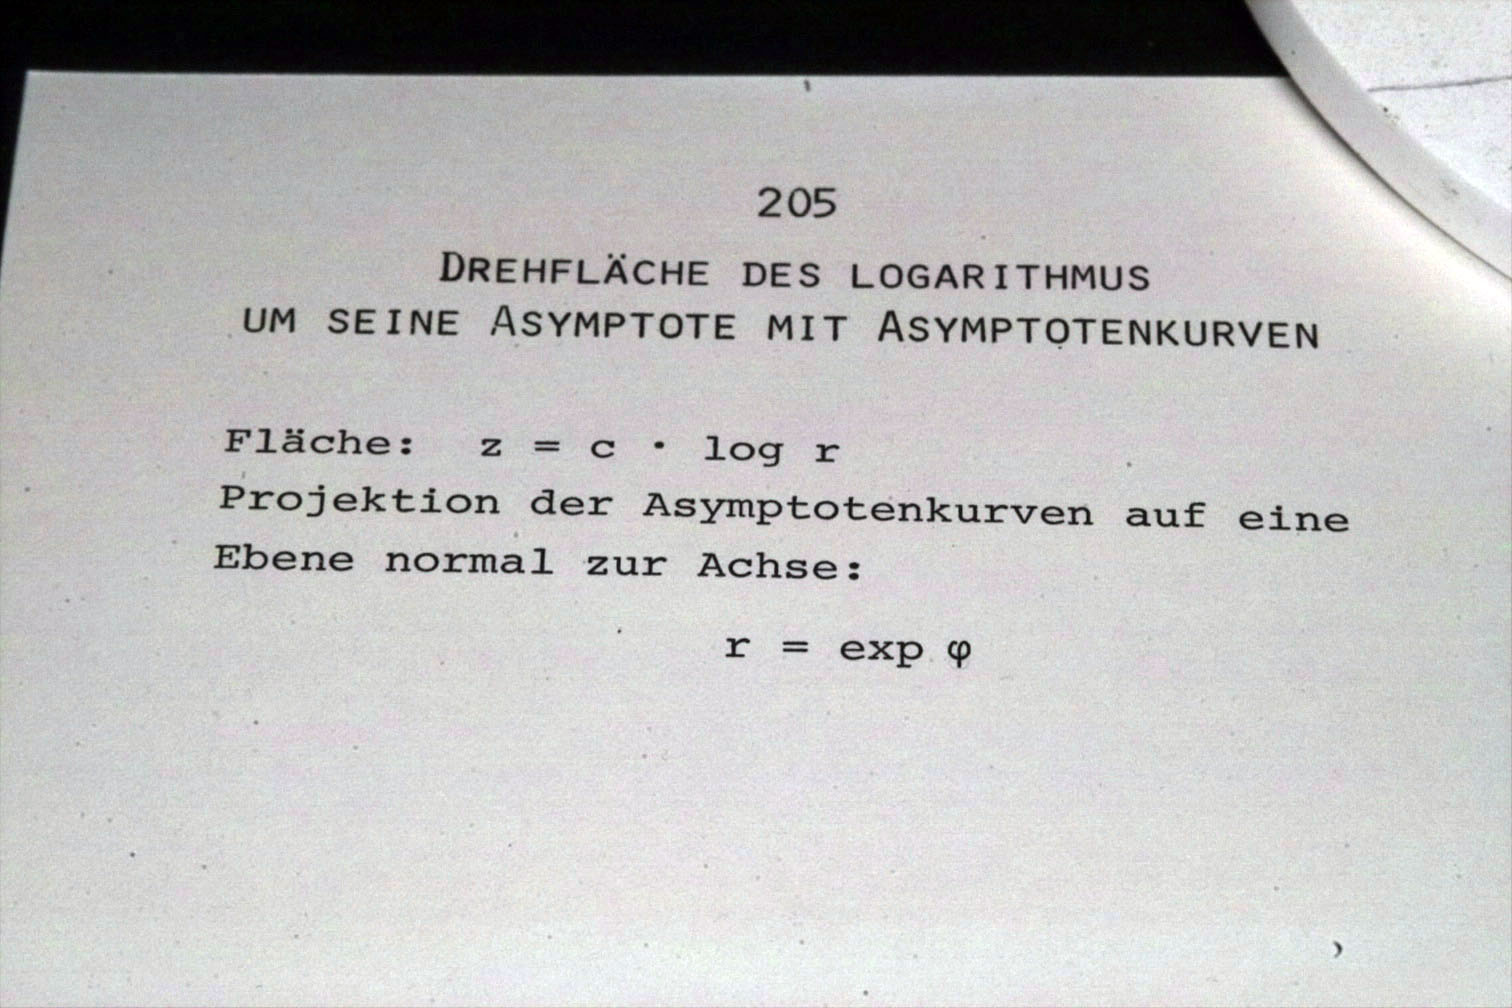 205
DREHFLÄCHE DES LOGARITHMUS
UM SEINE ASYMPTOTE MIT ASYMPTOTENKURVEN
Fläche: z = c · log r
Projektion der Asymptotenkurven auf eine
Ebene normal zur Achse:
r = exp φ